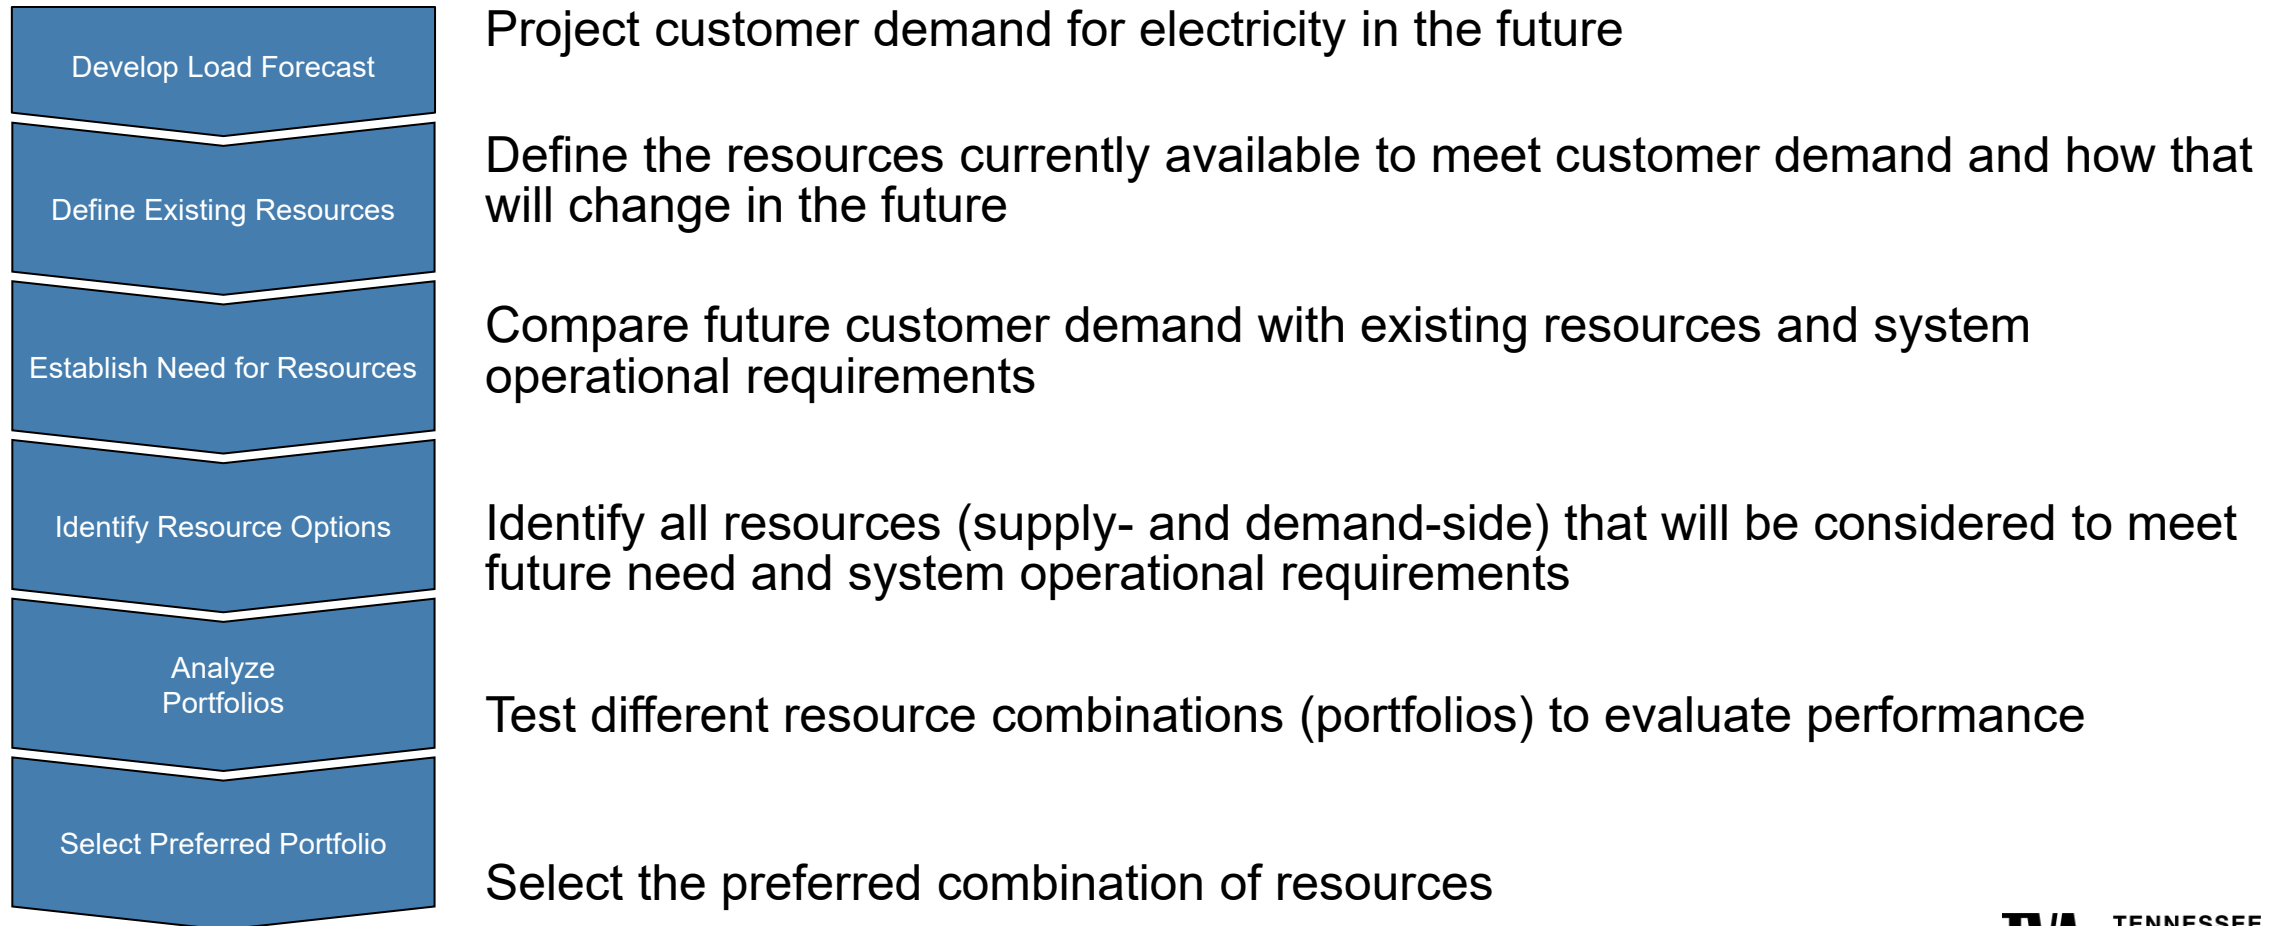 Develop Load Forecast
Project customer demand for electricity in the future
Define Existing Resources
Define the resources currently available to meet customer demand and how that
will change in the future
Establish Need for Resources
Compare future customer demand with existing resources and system
operational requirements
Identify Resource Options
Identify all resources (supply- and demand-side) that will be considered to meet
future need and system operational requirements
Analyze
Portfolios
Test different resource combinations (portfolios) to evaluate performance
Select Preferred Portfolio
Select the preferred combination of resources
TVA
TENNESSEE